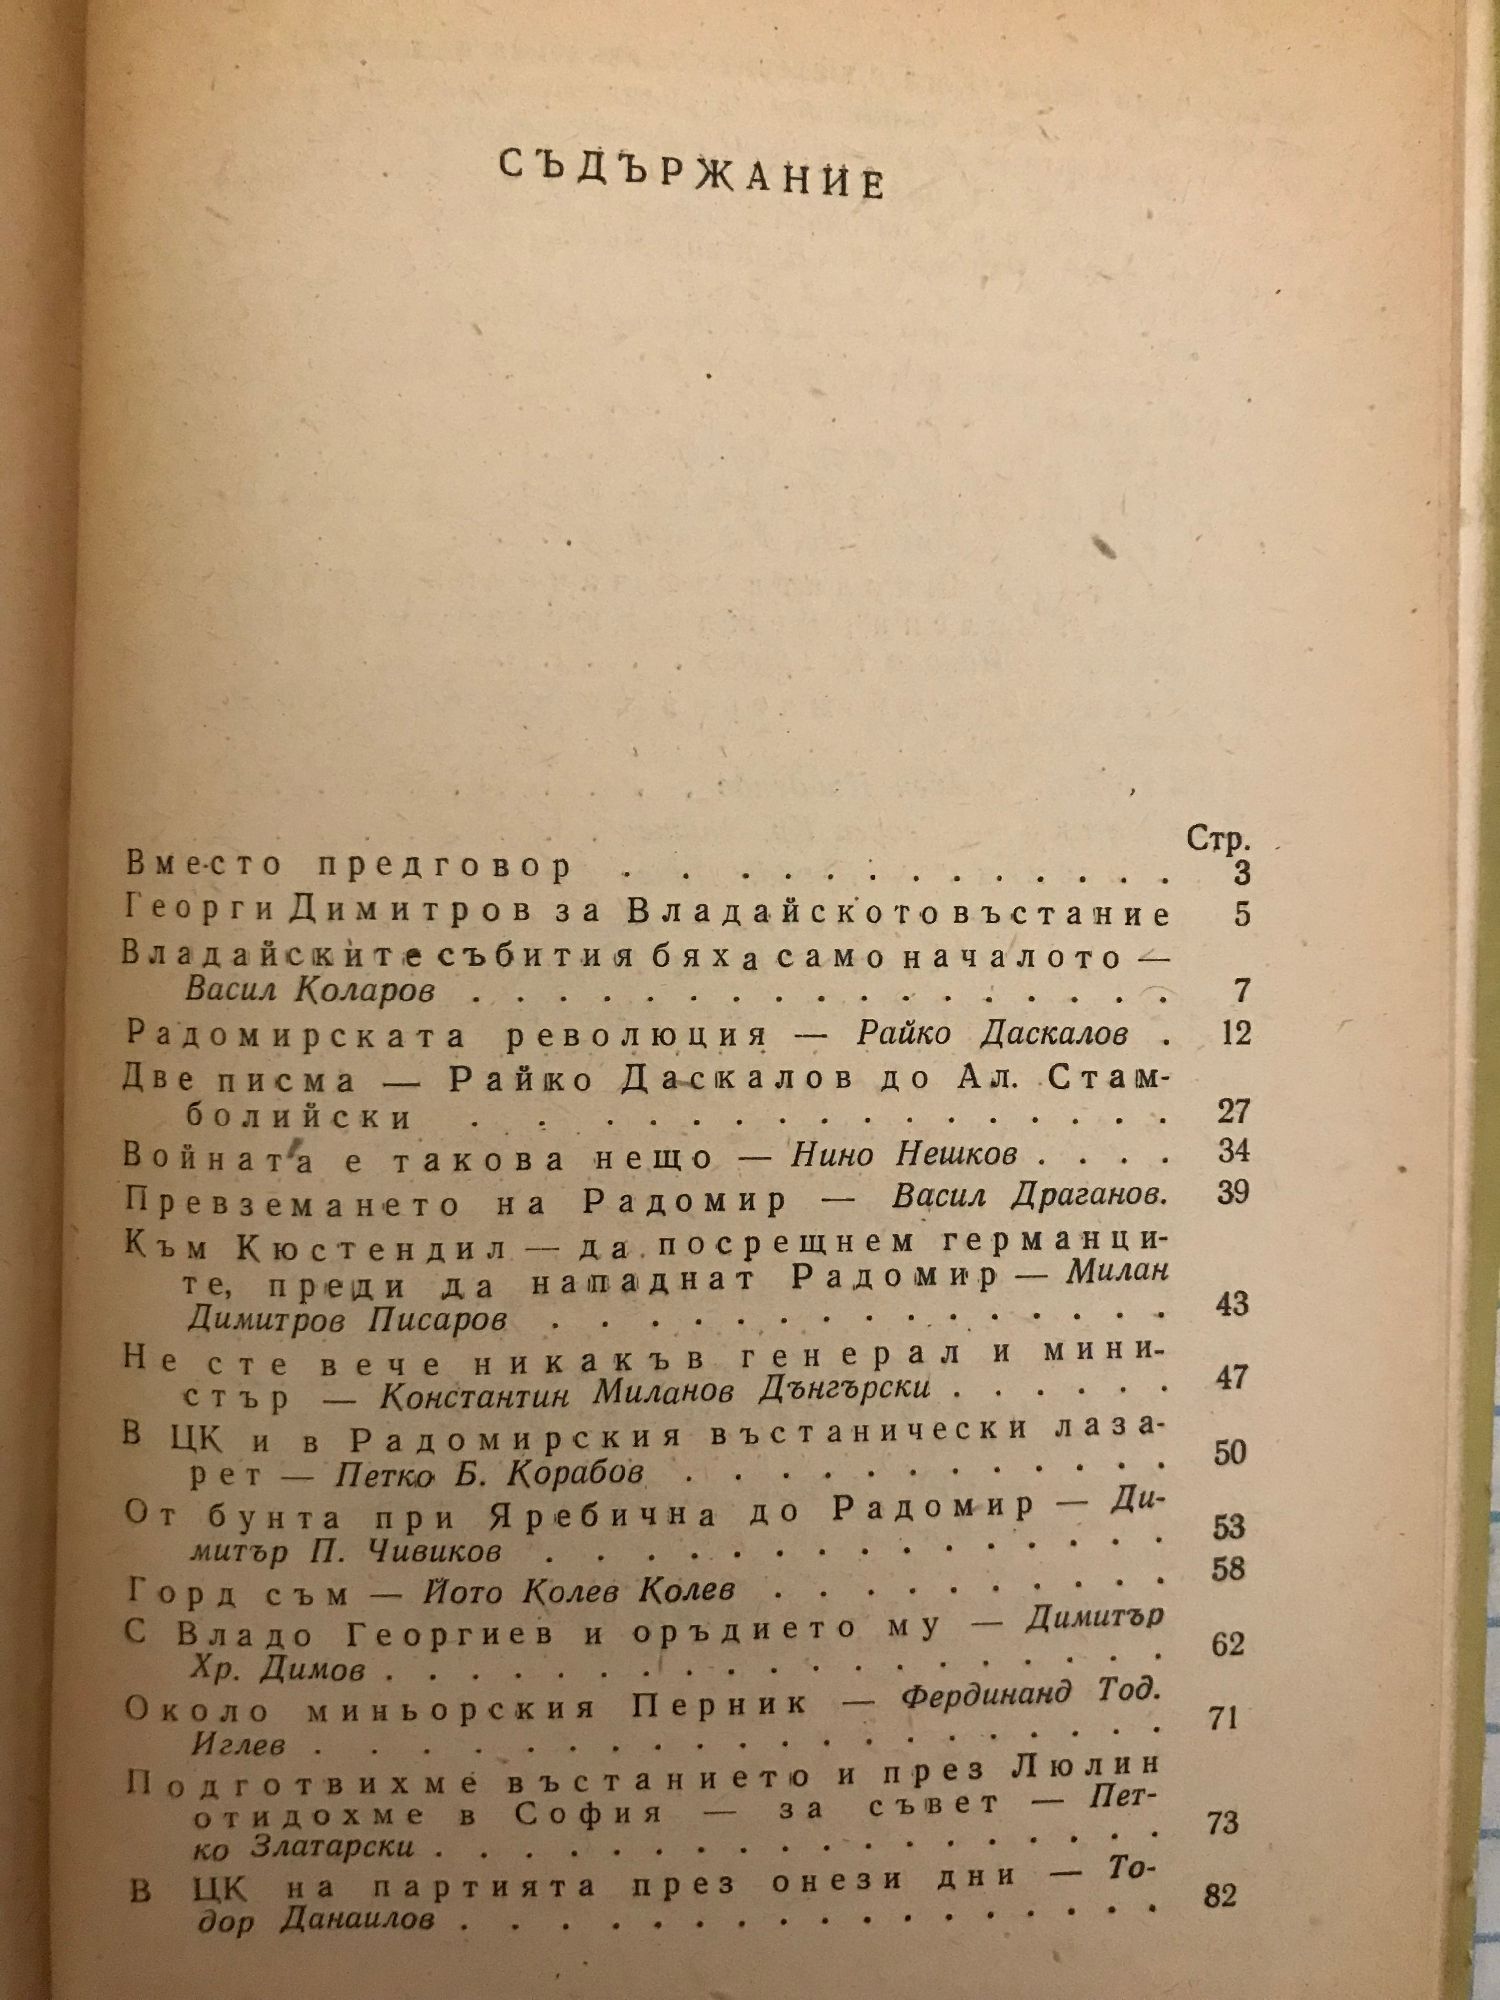 СЪДЪРЖАНИЕ
Стр.
Вместо предговор . . . . . . . . . . . . 3
Георги Димитров за Владайското въстание 5
Владайските събития бяха само началото —
Васил Коларов . . . . . . . . . . . . . . . . . 7
Радомирската революция — Райко Даскалов . 12
Две писма — Райко Даскалов до Ал. Стам-
болийски . . . . . . . . . . . . . . . . 27
Войната е такова нещо — Нино Нешков . . . . 34
Превземането на Радомир — Васил Драганов. 39
Към Кюстендил — да посрещнем германци-
те, преди да нападнат Радомир — Милан
Димитров Писаров . . . . . . . . . . . . . . 43
Не сте вече никакъв генерал и мини-
стър — Константин Миланов Дънгърски . . . . . . 47
В ЦК и в Радомирския въстанически лаза-
рет — Петко Б. Корабов . . . . . . . . . . . 50
От бунта при Яребична до Радомир — Ди-
митър П. Чивиков . . . . . . . . . . . . . . 53
Горд съм — Йото Колев Колев . . . . . . . . . . 58
С Владо Георгиев и оръдието му — Димитър
Хр. Димов . . . . . . . . . . . . . . . . . . 62
Около миньорския Перник — Фердинанд Тод.
Иглев . . . . . . . . . . . . . . . . . . . 71
Подготвихме въстанието и през Люлин
отидохме в София — за съвет — Пет-
ко Златарски . . . . . . . . . . . . . . . . . 73
В ЦК на партията през онези дни — То-
дор Данаилов . . . . . . . . . . . . . . . . 82